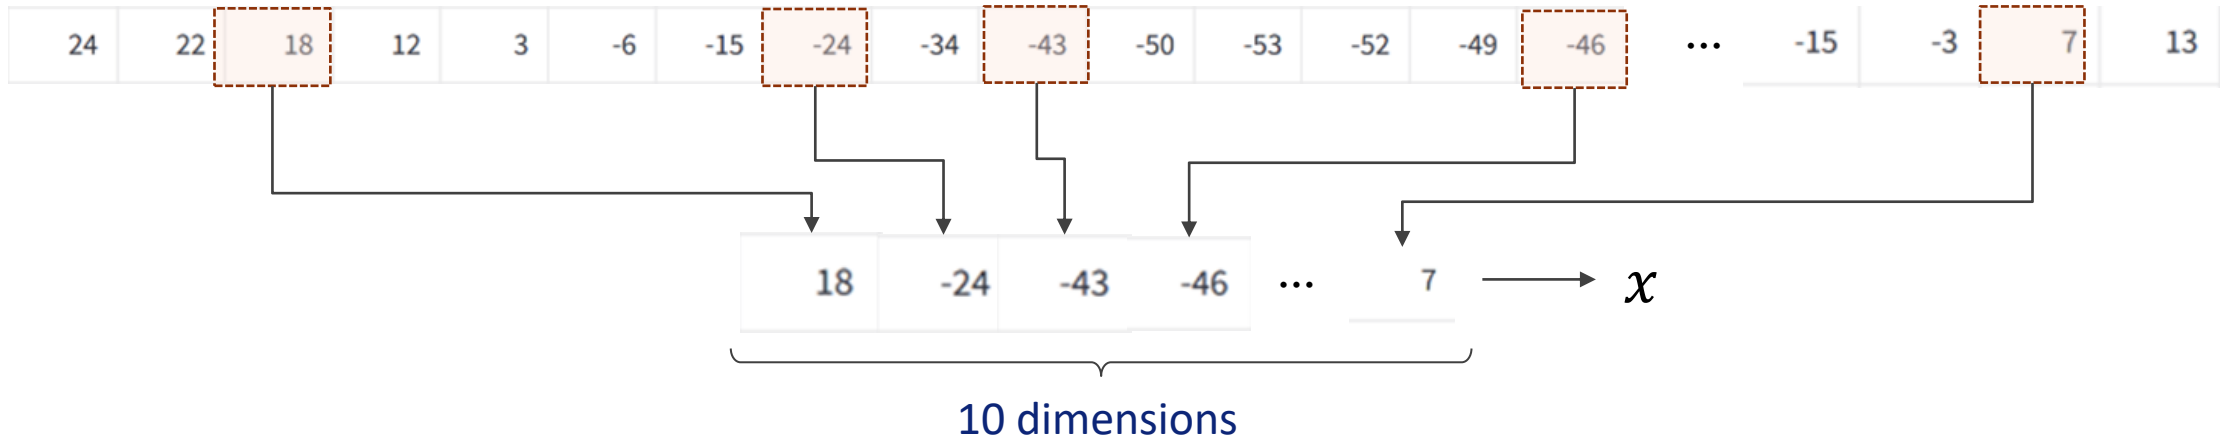 24 22 18 12 3 -6 -15 -24 -34 -43 -50 -53 -52 -49 -46 ... -15 -3 7 13
18 -24 -43 -46 ... 7 x
10 dimensions